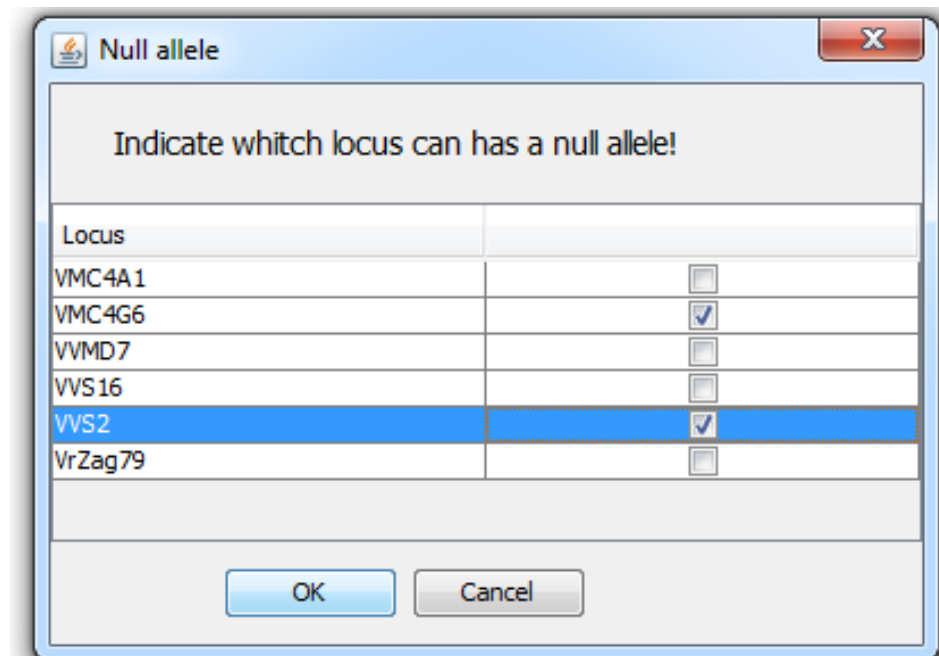 Null allele
Indicate whitch locus can has a null allele!
Locus
VMC4A1
VMC4G6
VVMD7
VVS16
VVS2
VrZag79
OK Cancel